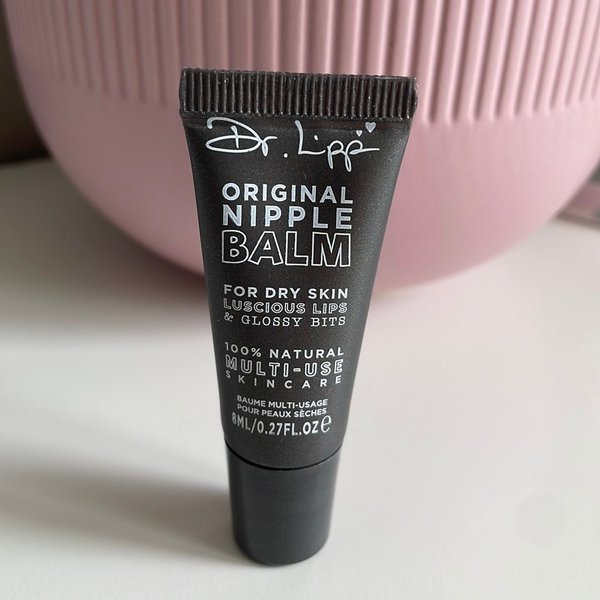 Dr. Lipp
ORIGINAL
NIPPLE
BALM
FOR DRY SKIN
LUSCIOUS LIPS
& GLOSSY BITS
100% NATURAL
MULTI-USE
SKINCARE
BAUME MULTI-USAGE
POUR PEAUX SÈCHES
8ML/0.27FL.OZ℮